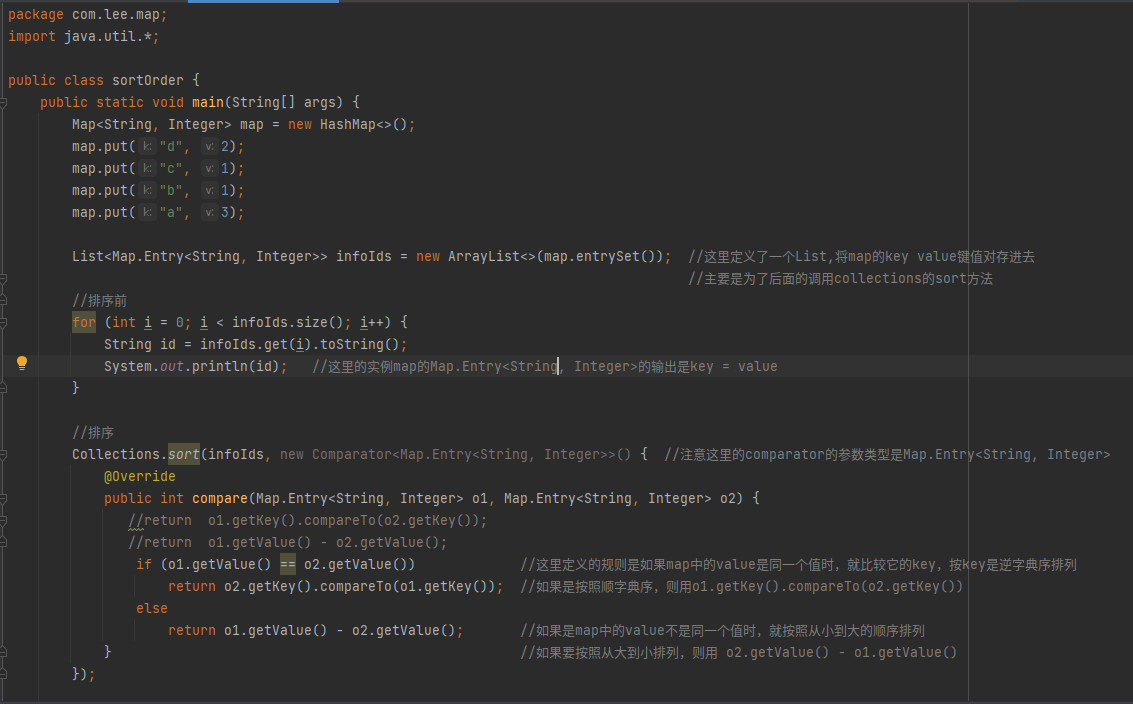 package com.lee.map;
import java.util.*;
public class sortOrder {
public static void main(String[] args) {
Map<String, Integer> map = new HashMap<>();
map.put( k: "d", v: 2);
map.put( k: "c", v: 1);
map.put( k: "b", v: 1);
map.put( k: "a", v: 3);
List<Map.Entry<String, Integer>> infoIds = new ArrayList<>(map.entrySet()); //这里定义了一个List,将map的key value键值对存进去
//主要是为了后面的调用collections的sort方法
//排序前
for (int i = 0; i < infoIds.size(); i++) {
String id = infoIds.get(i).toString();
System.out.println(id); //这里的实例map的Map.Entry<String, Integer>的输出是key = value
}
//排序
Collections.sort(infoIds, new Comparator<Map.Entry<String, Integer>>() { //注意这里的comparator的参数类型是Map.Entry<String, Integer>
@Override
public int compare(Map.Entry<String, Integer> o1, Map.Entry<String, Integer> o2) {
//return o1.getKey().compareTo(o2.getKey());
//return o1.getValue() - o2.getValue();
if (o1.getValue() == o2.getValue()) //这里定义的规则是如果map中的value是同一个值时，就比较它的key，按key是逆字典序排列
return o2.getKey().compareTo(o1.getKey()); //如果是按照顺字典序，则用o1.getKey().compareTo(o2.getKey())
else
return o1.getValue() - o2.getValue(); //如果是map中的value不是同一个值时，就按照从小到大的顺序排列
} //如果要按照从大到小排列，则用 o2.getValue() - o1.getValue()
});